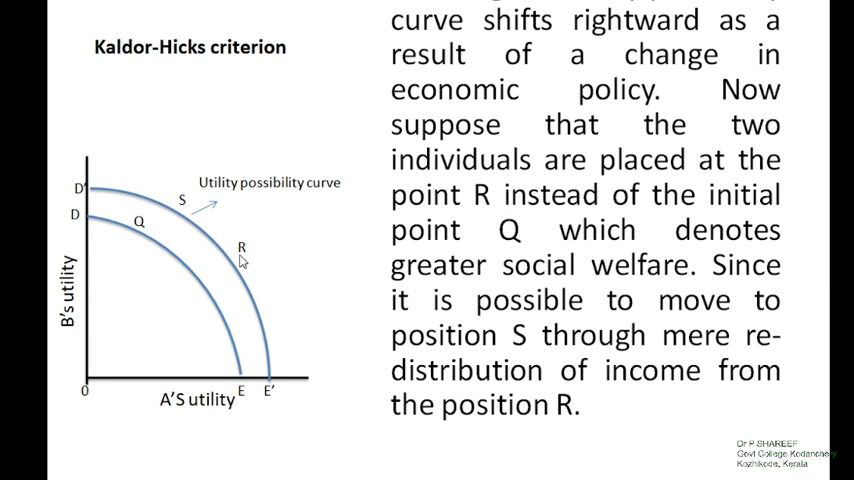 Kaldor-Hicks criterion
curve shifts rightward as a
result of a change in
economic policy. Now
suppose that the two
individuals are placed at the
point R instead of the initial
point Q which denotes
greater social welfare. Since
it is possible to move to
position S through mere re-
distribution of income from
the position R.
D'
D
Q
S
Utility possibility curve
R
B's utility
0
A'S utility
E
E'
Dr P SHAREEF
Govt College Kodanchery
Kozhikode, Kerala